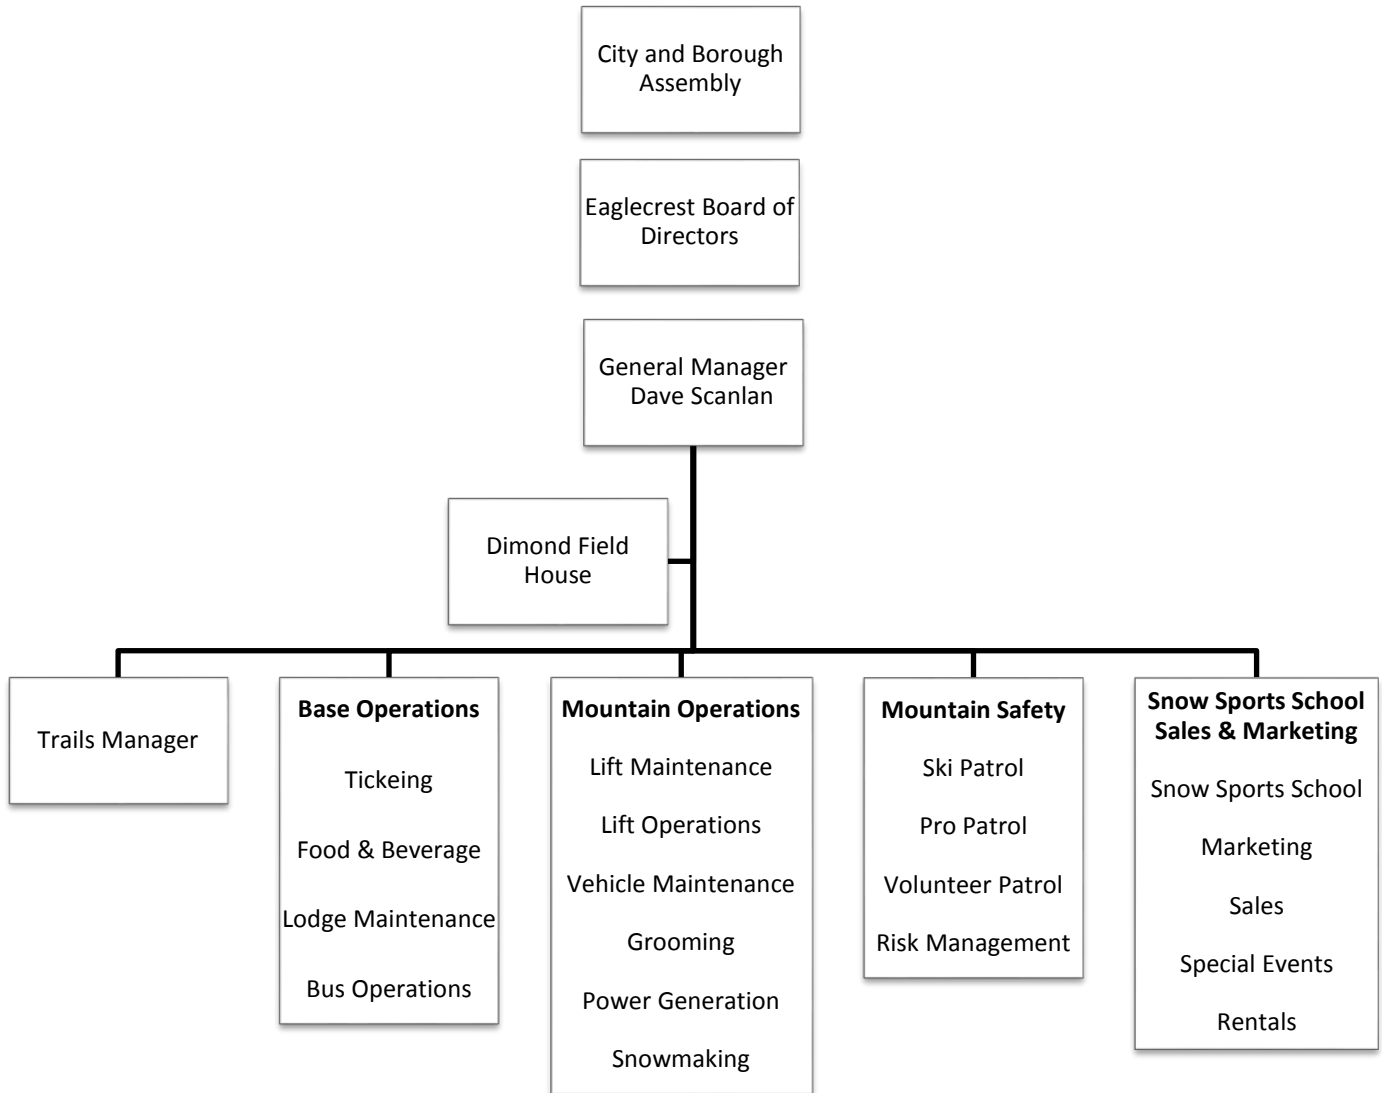 City and Borough
Assembly
Eaglecrest Board of
Directors
General Manager
Dave Scanlan
Dimond Field
House
Trails Manager
Base Operations
Tickeing
Food & Beverage
Lodge Maintenance
Bus Operations
Mountain Operations
Lift Maintenance
Lift Operations
Vehicle Maintenance
Grooming
Power Generation
Snowmaking
Mountain Safety
Ski Patrol
Pro Patrol
Volunteer Patrol
Risk Management
Snow Sports School
Sales & Marketing
Snow Sports School
Marketing
Sales
Special Events
Rentals